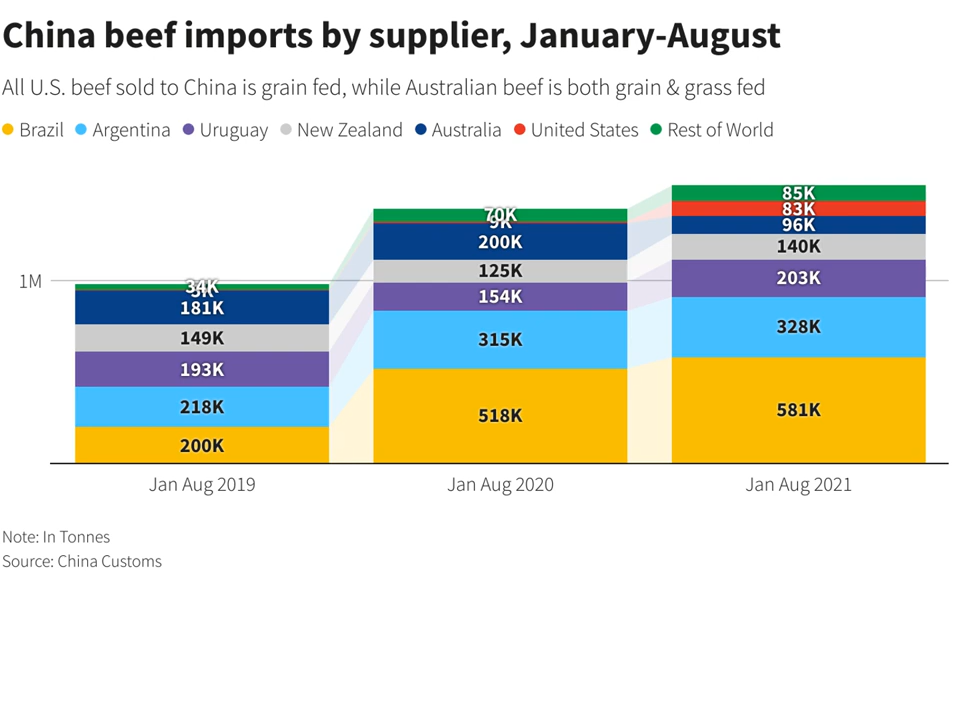 China beef imports by supplier, January-August
All U.S. beef sold to China is grain fed, while Australian beef is both grain & grass fed
Brazil Argentina Uruguay New Zealand Australia United States Rest of World
1M
34K
181K
149K
193K
218K
200K
70K
9K
200K
125K
154K
315K
518K
85K
83K
96K
140K
203K
328K
581K
Jan Aug 2019 Jan Aug 2020 Jan Aug 2021
Note: In Tonnes
Source: China Customs